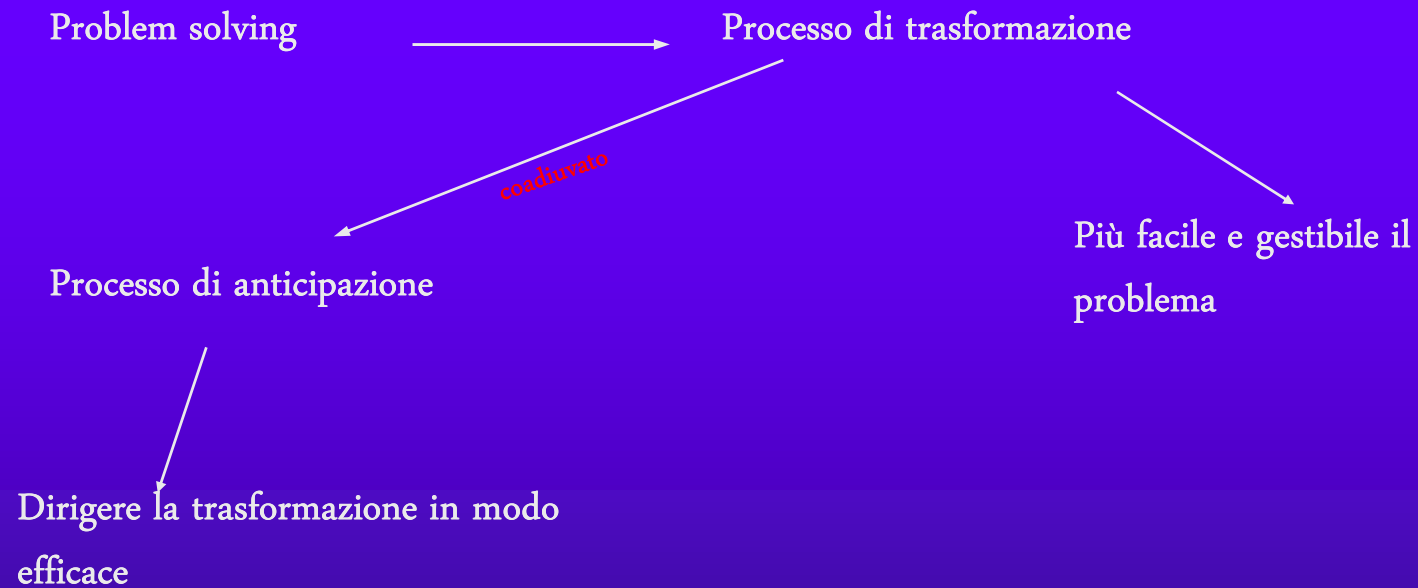 Problem solving
Processo di trasformazione
coadiuvato
Più facile e gestibile il
problema
Processo di anticipazione
Dirigere la trasformazione in modo
efficace